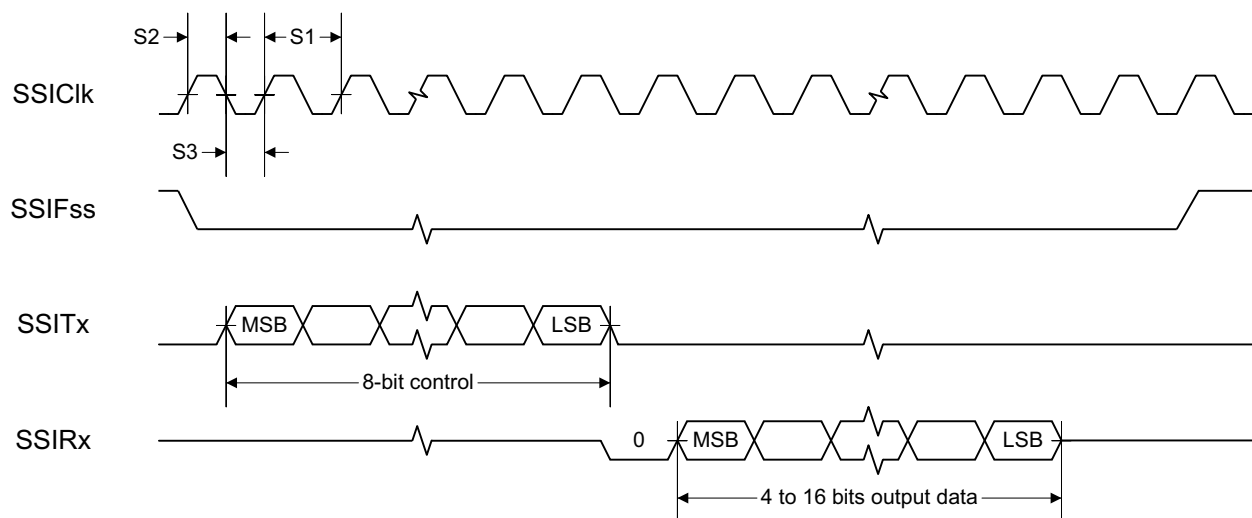 S2
S1
SSIClk
S3
SSIFss
SSITx
MSB
LSB
8-bit control
SSIRx
0
MSB
LSB
4 to 16 bits output data